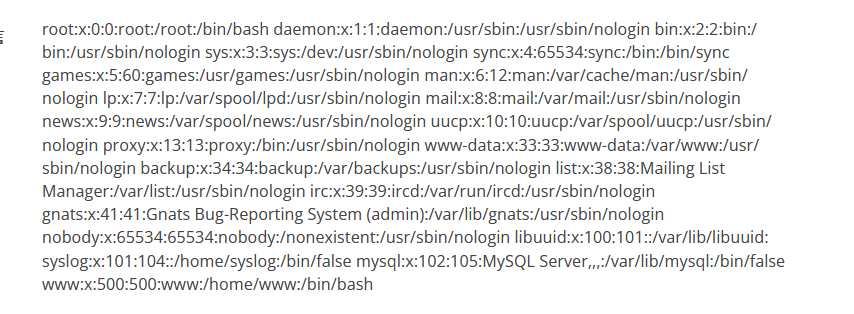 root:x:0:0:root:/root:/bin/bash daemon:x:1:1:daemon:/usr/sbin:/usr/sbin/nologin bin:x:2:2:bin:/
bin:/usr/sbin/nologin sys:x:3:3:sys:/dev:/usr/sbin/nologin sync:x:4:65534:sync:/bin:/bin/sync
games:x:5:60:games:/usr/games:/usr/sbin/nologin man:x:6:12:man:/var/cache/man:/usr/sbin/
nologin lp:x:7:7:lp:/var/spool/lpd:/usr/sbin/nologin mail:x:8:8:mail:/var/mail:/usr/sbin/nologin
news:x:9:9:news:/var/spool/news:/usr/sbin/nologin uucp:x:10:10:uucp:/var/spool/uucp:/usr/sbin/
nologin proxy:x:13:13:proxy:/bin:/usr/sbin/nologin www-data:x:33:33:www-data:/var/www:/usr/
sbin/nologin backup:x:34:34:backup:/var/backups:/usr/sbin/nologin list:x:38:38:Mailing List
Manager:/var/list:/usr/sbin/nologin irc:x:39:39:ircd:/var/run/ircd:/usr/sbin/nologin
gnats:x:41:41:Gnats Bug-Reporting System (admin):/var/lib/gnats:/usr/sbin/nologin
nobody:x:65534:65534:nobody:/nonexistent:/usr/sbin/nologin libuuid:x:100:101::/var/lib/libuuid:
syslog:x:101:104::/home/syslog:/bin/false mysql:x:102:105:MySQL Server,,,:/var/lib/mysql:/bin/false
www:x:500:500:www:/home/www:/bin/bash